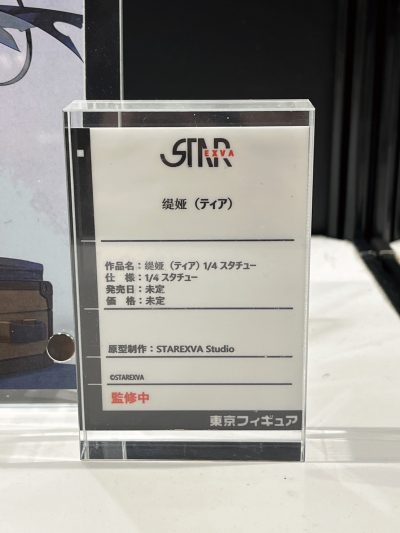 STAR
EXVA
缇娅（ティア）
作品名：缇娅（ティア）1/4 スタチュー
仕　様：1/4 スタチュー
発売日：未定
価　格：未定
原型制作：STAREXVA Studio
©STAREXVA
監修中
東京フィギュア